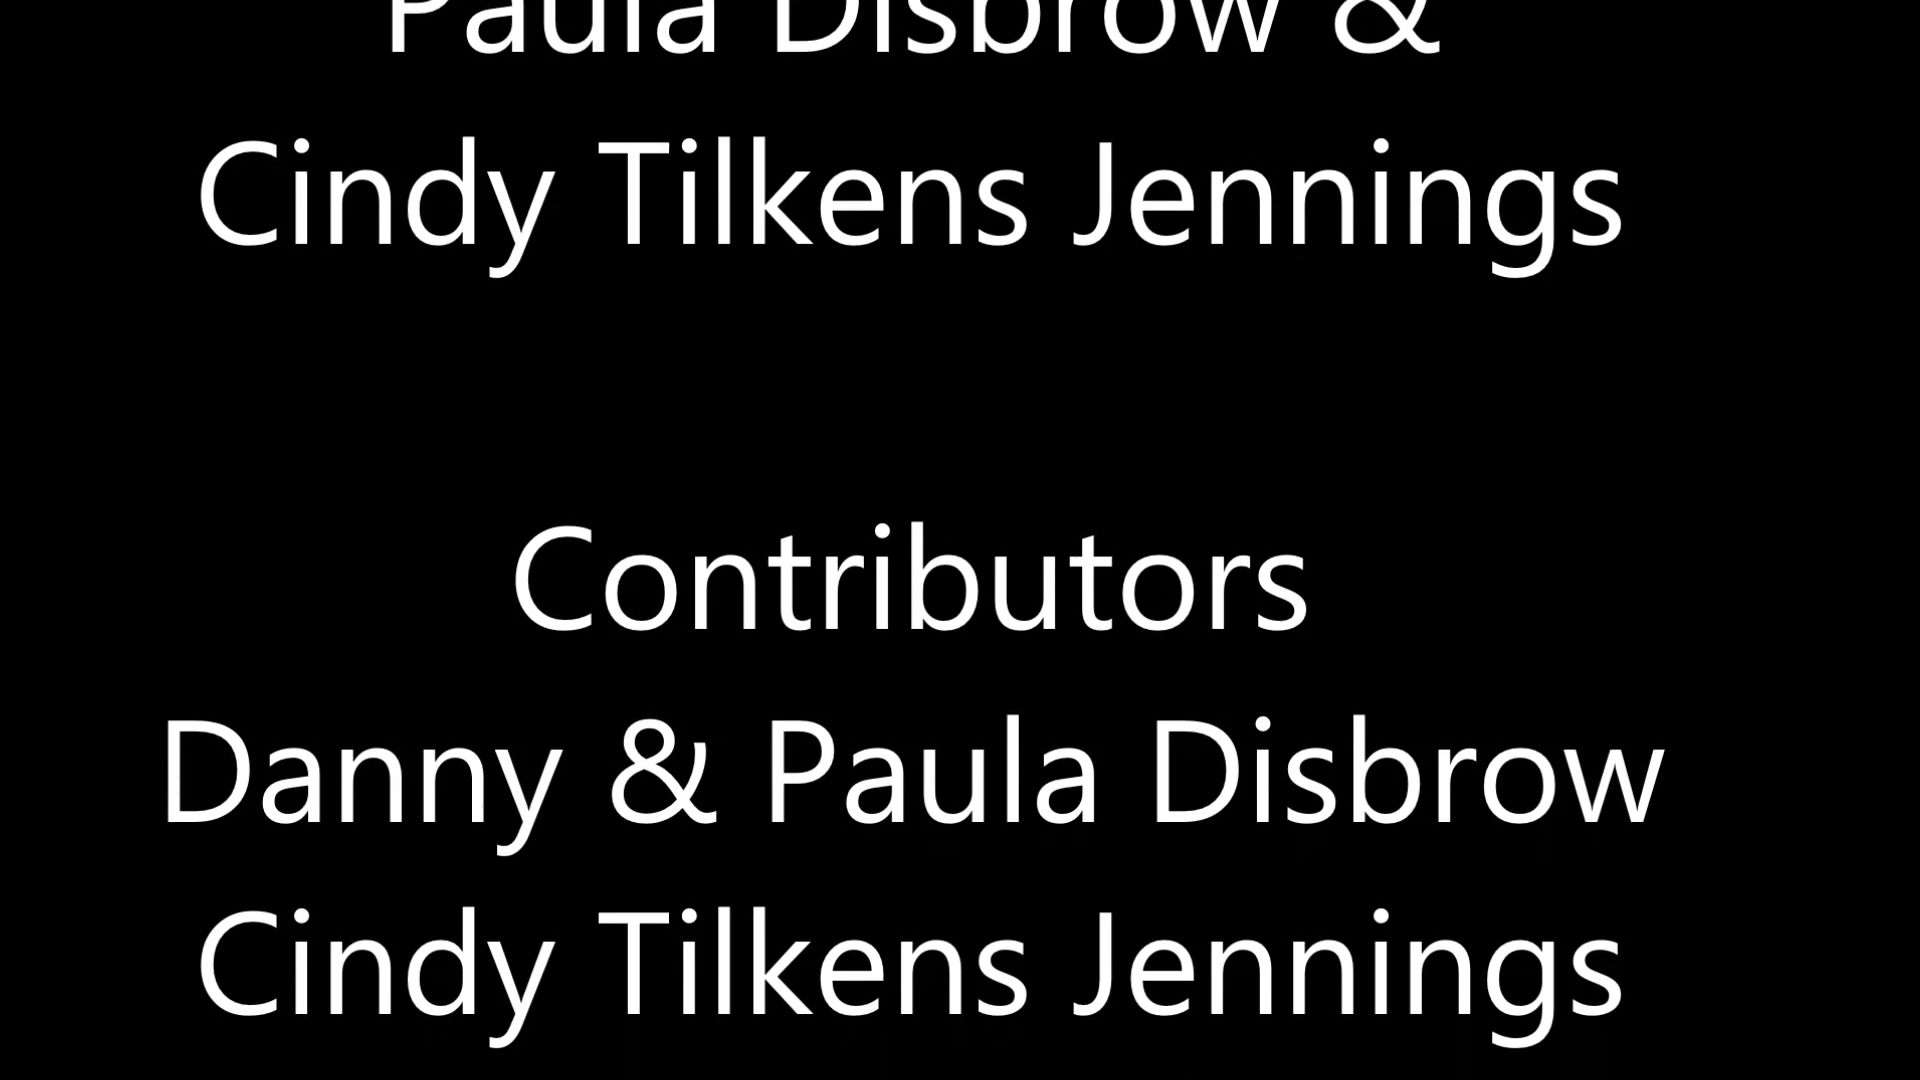 Paula Disbrow &
Cindy Tilkens Jennings
Contributors
Danny & Paula Disbrow
Cindy Tilkens Jennings